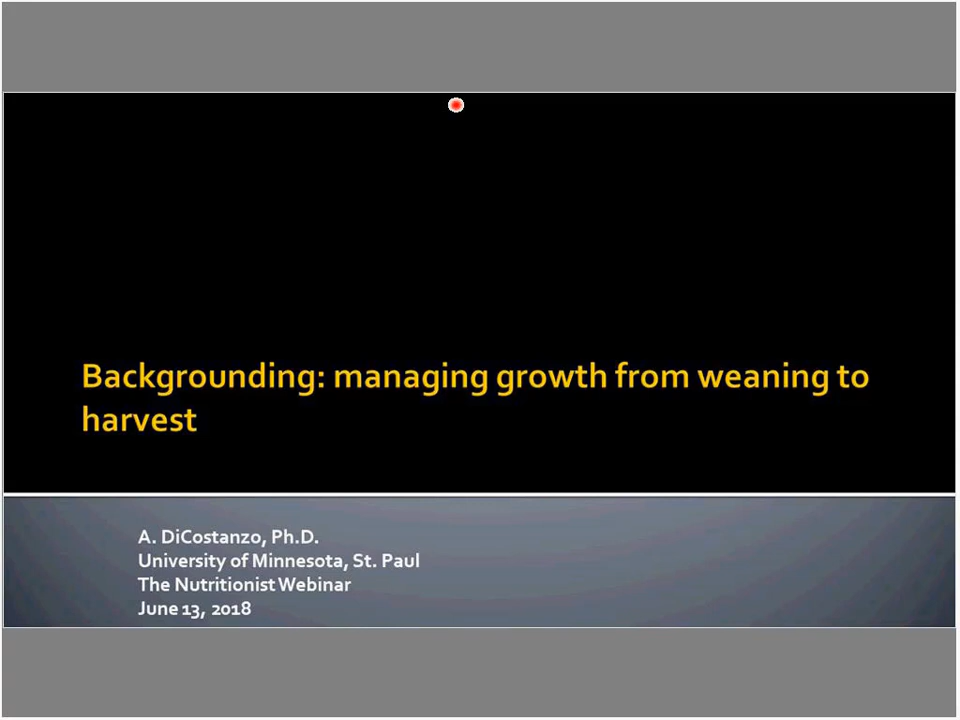 Backgrounding: managing growth from weaning to
harvest
A. DiCostanzo, Ph.D.
University of Minnesota, St. Paul
The Nutritionist Webinar
June 13, 2018